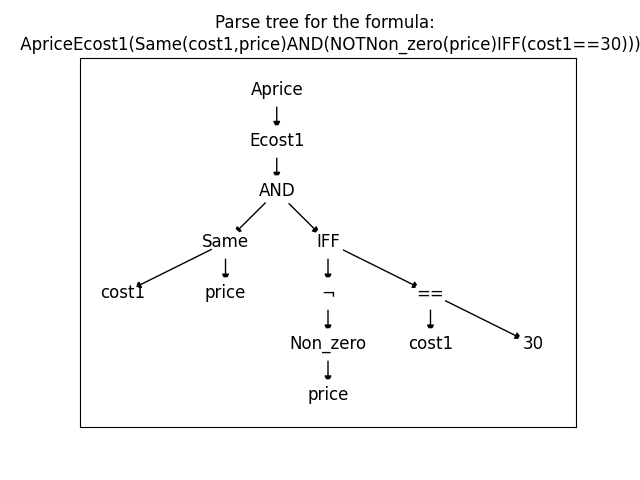 Parse tree for the formula:
ApriceEcost1(Same(cost1,price)AND(NOTNon_zero(price)IFF(cost1==30)))
Aprice
Ecost1
AND
Same IFF
cost1 price ¬ ==
Non_zero cost1 30
price